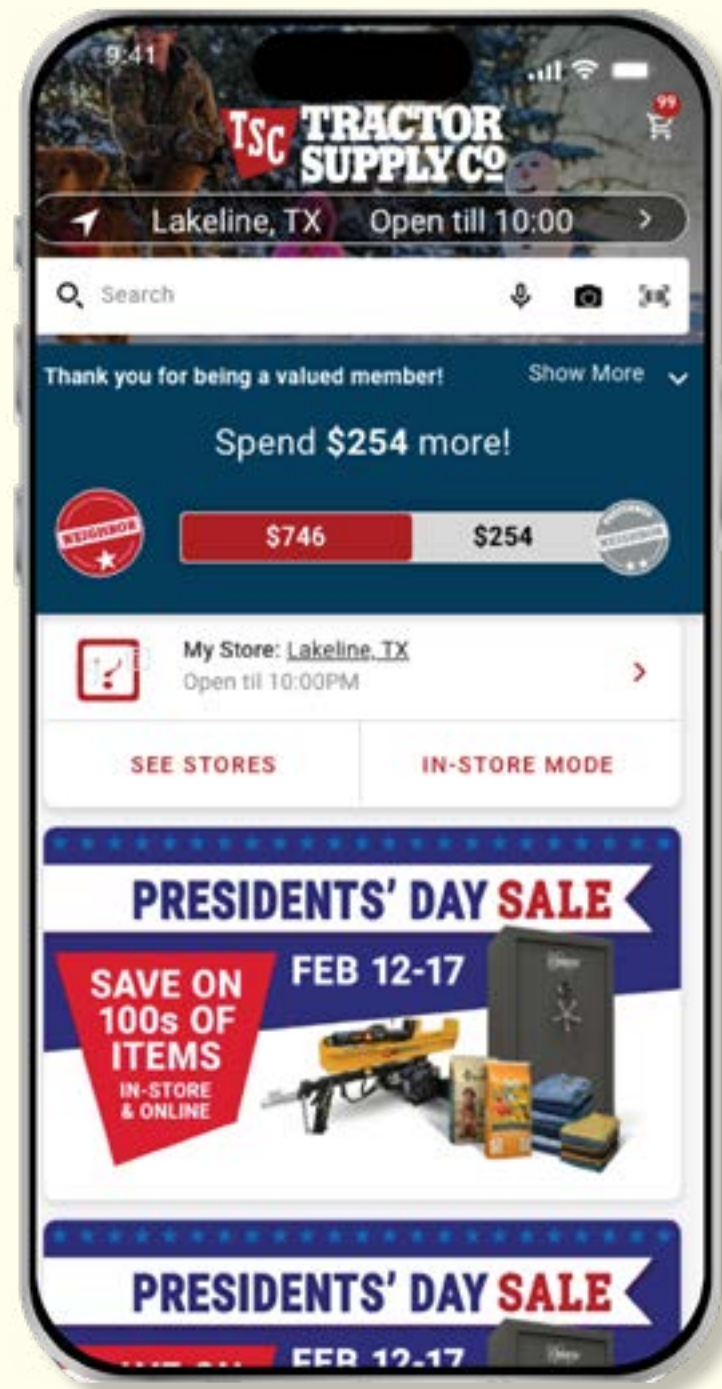 9:41
99
TSC TRACTOR
SUPPLY CO
Lakeline, TX Open till 10:00
Search
Thank you for being a valued member! Show More
Spend $254 more!
NEIGHBOR
$746 $254
My Store: Lakeline, TX
Open til 10:00PM
SEE STORES IN-STORE MODE
PRESIDENTS' DAY SALE
FEB 12-17
SAVE ON
100s OF
ITEMS
IN-STORE
& ONLINE
PRESIDENTS' DAY SALE
FEB 12-17